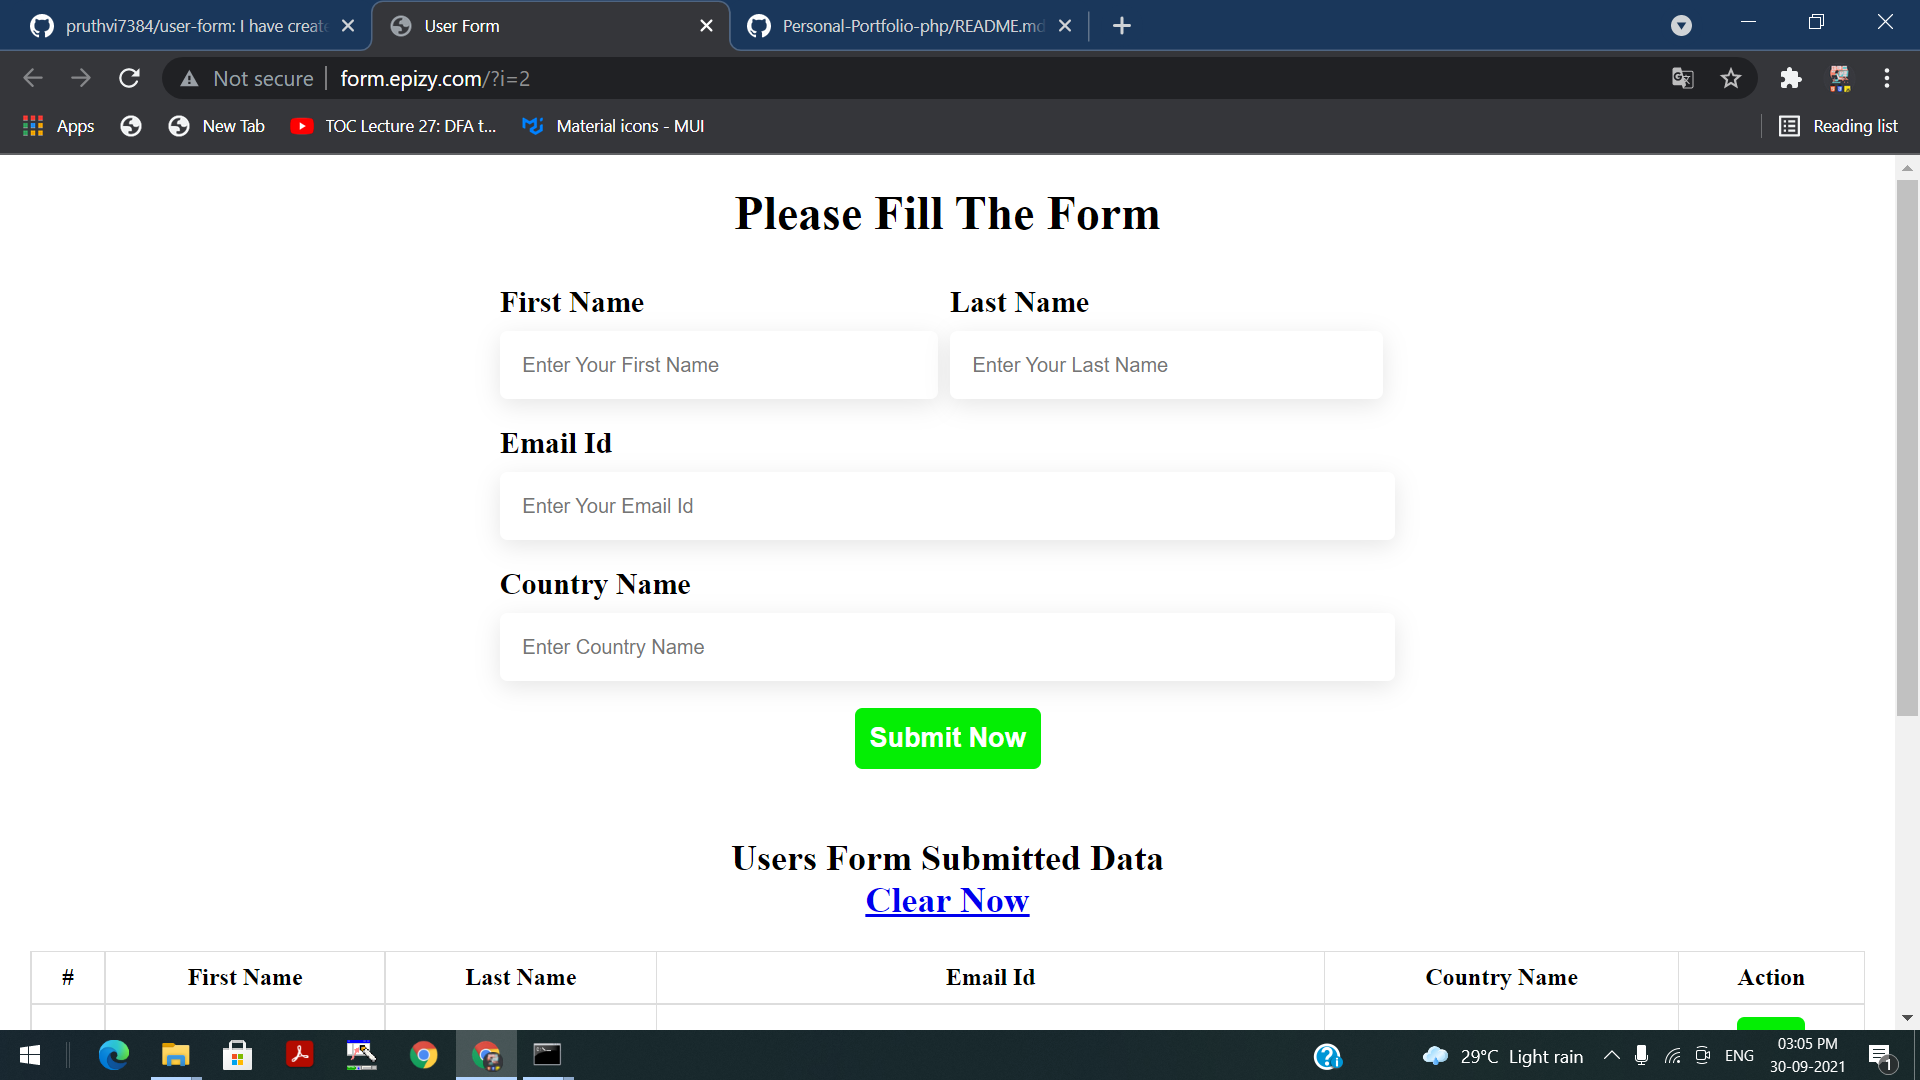 pruthvi7384/user-form: I have create
User Form
Personal-Portfolio-php/README.md
Not secure
form.epizy.com/?i=2
Apps
New Tab
TOC Lecture 27: DFA t...
Material icons - MUI
Reading list
Please Fill The Form
First Name
Last Name
Enter Your First Name
Enter Your Last Name
Email Id
Enter Your Email Id
Country Name
Enter Country Name
Submit Now
Users Form Submitted Data
Clear Now
# First Name Last Name Email Id Country Name Action
29°C Light rain
ENG
03:05 PM
30-09-2021
1